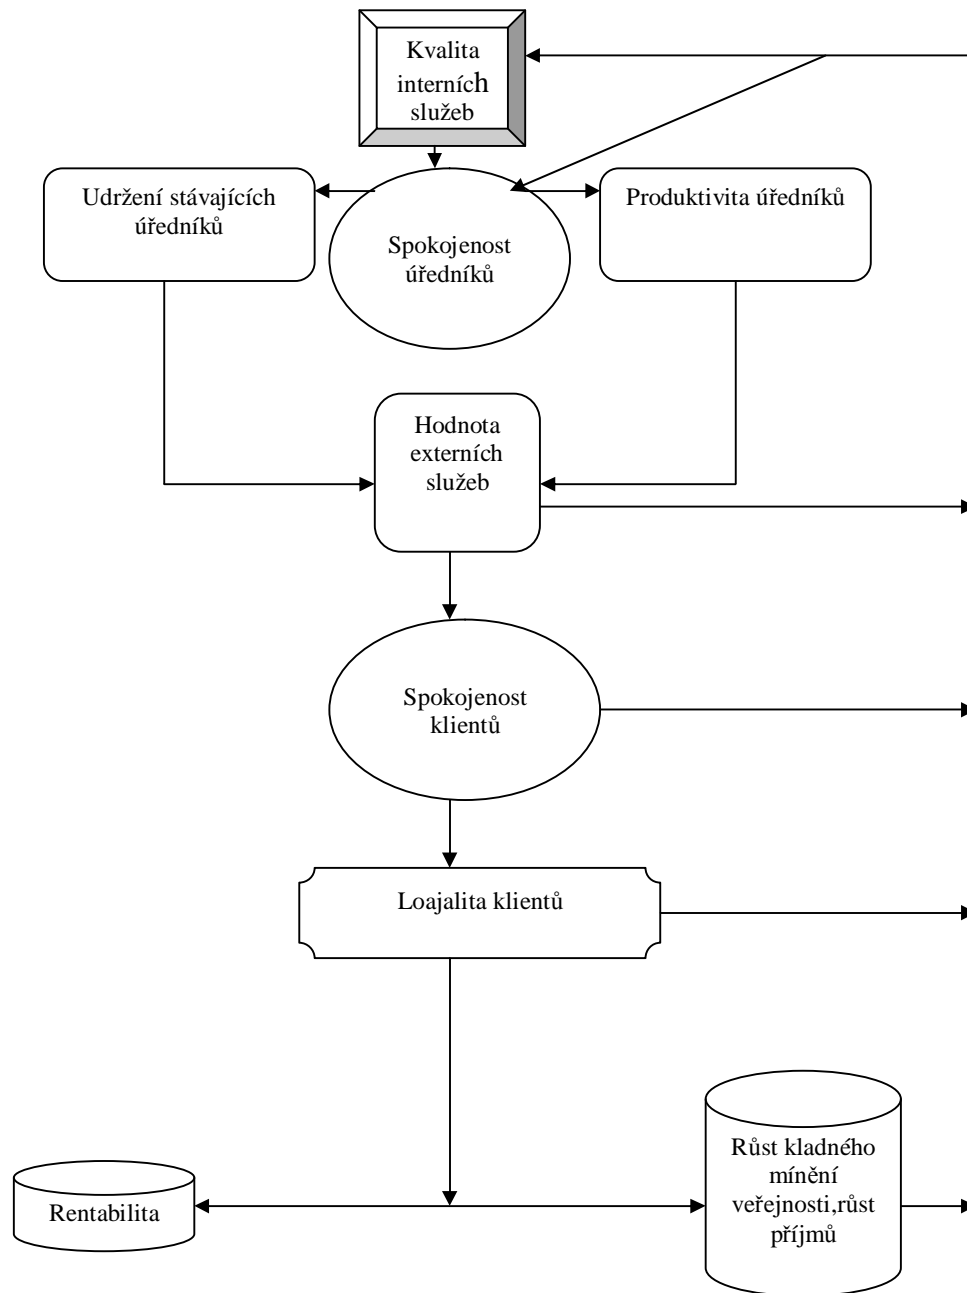 Kvalita
interních
služeb
Udržení stávajících
úředníků
Spokojenost
úředníků
Produktivita úředníků
Hodnota
externích
služeb
Spokojenost
klientů
Loajalita klientů
Rentabilita
Růst kladného
mínění
veřejnosti,růst
příjmů